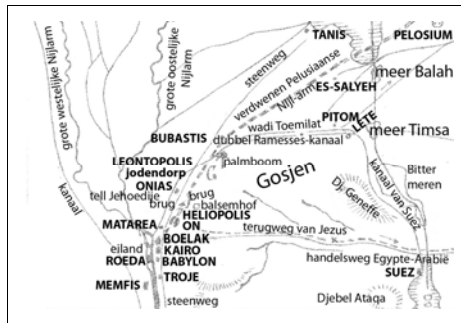 TANIS
PELOSIUM
grote westelijke Nijlarm
grote oostelijke
Nijlarm
steenweg
verdwenen Pelusiaanse
Nijl-arm
meer Balah
ES-SALYEH
PITOM
LETE
wadi Toemilat
meer Timsa
BUBASTIS
dubbel Ramesses-kanaal
palmboom
LEONTOPOLIS
jodendorp
ONIAS
Gosjen
Bitter
meren
kanaal
tell Jehoedije
brug
brug
balsemhof
Dj. Geneffe
kanaal van Suez
HELIOPOLIS
ON
MATAREA
terugweg van Jezus
BOELAK
KAIRO
BABYLON
eiland
ROEDA
handelsweg Egypte-Arabië
SUEZ
TROJE
MEMFIS
steenweg
Djebel Ataqa